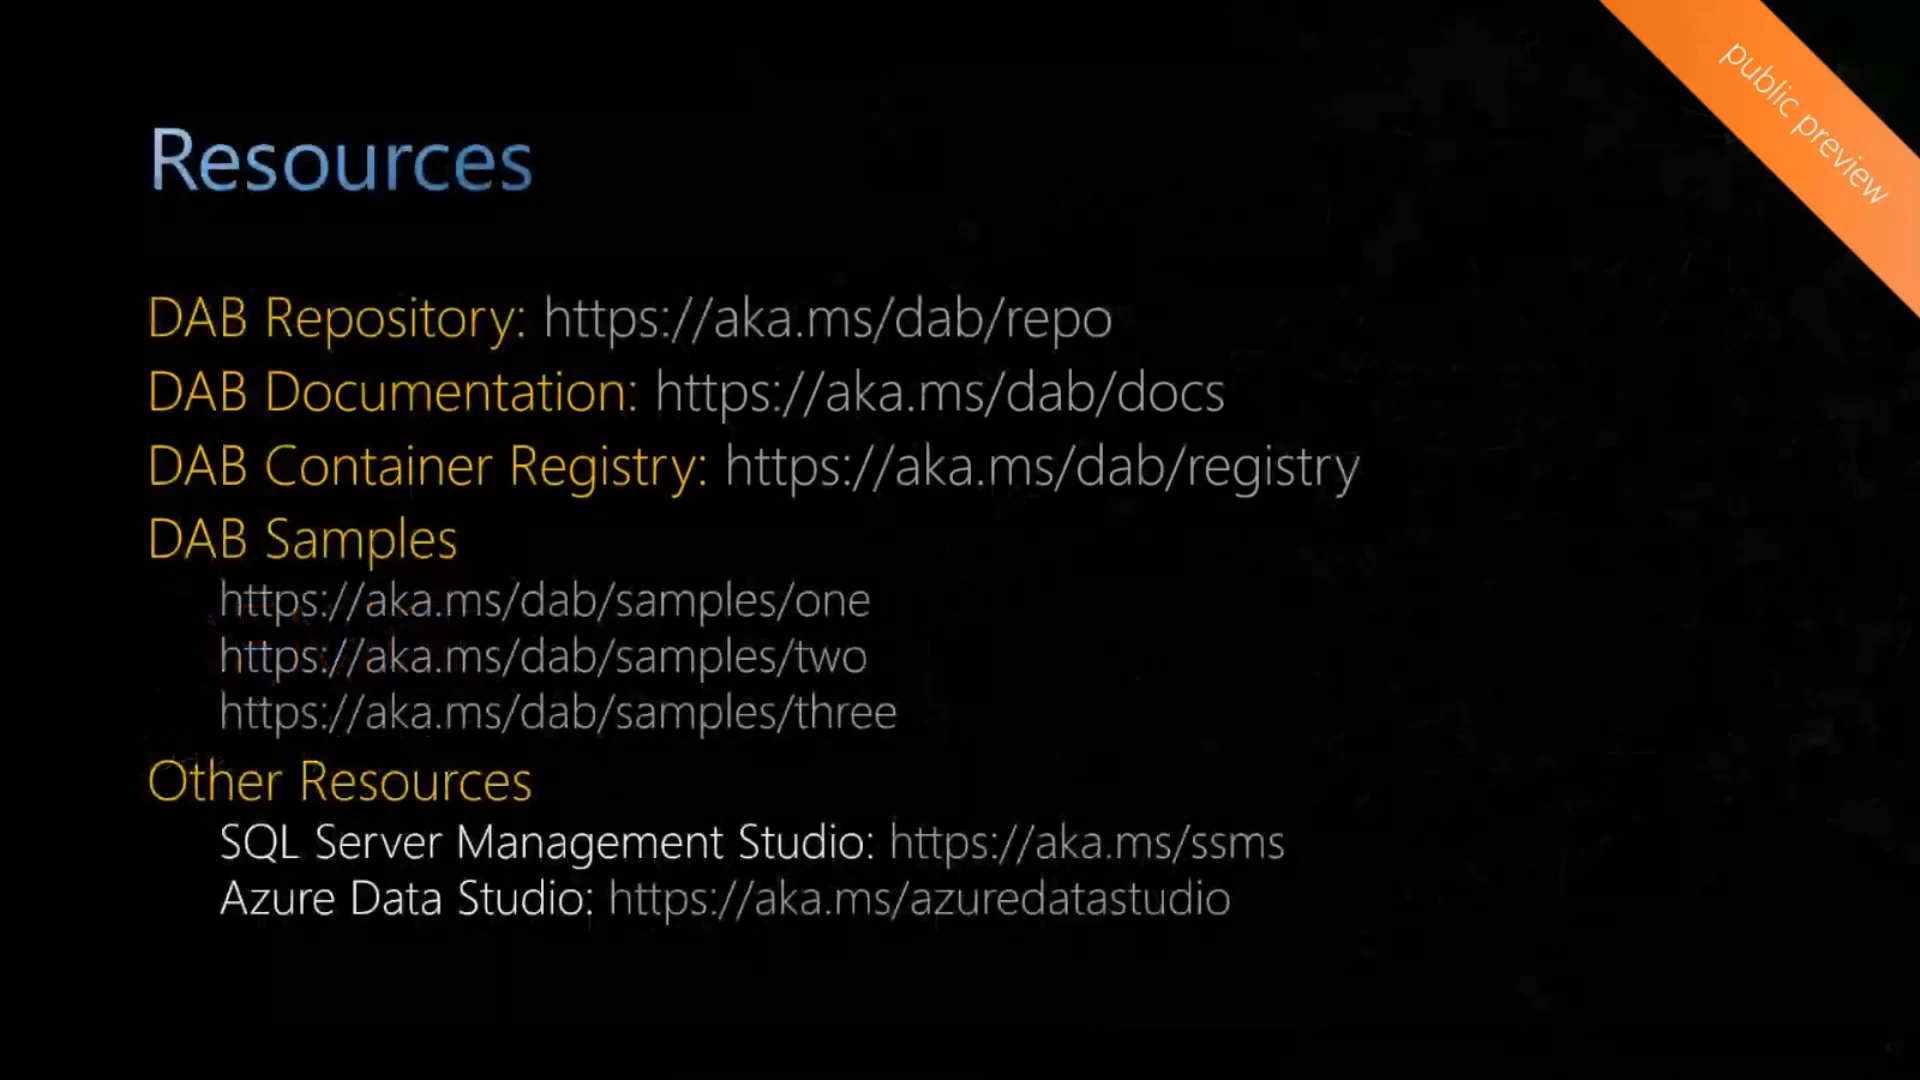 public preview
Resources
DAB Repository: https://aka.ms/dab/repo
DAB Documentation: https://aka.ms/dab/docs
DAB Container Registry: https://aka.ms/dab/registry
DAB Samples
https://aka.ms/dab/samples/one
https://aka.ms/dab/samples/two
https://aka.ms/dab/samples/three
Other Resources
SQL Server Management Studio: https://aka.ms/ssms
Azure Data Studio: https://aka.ms/azuredatastudio